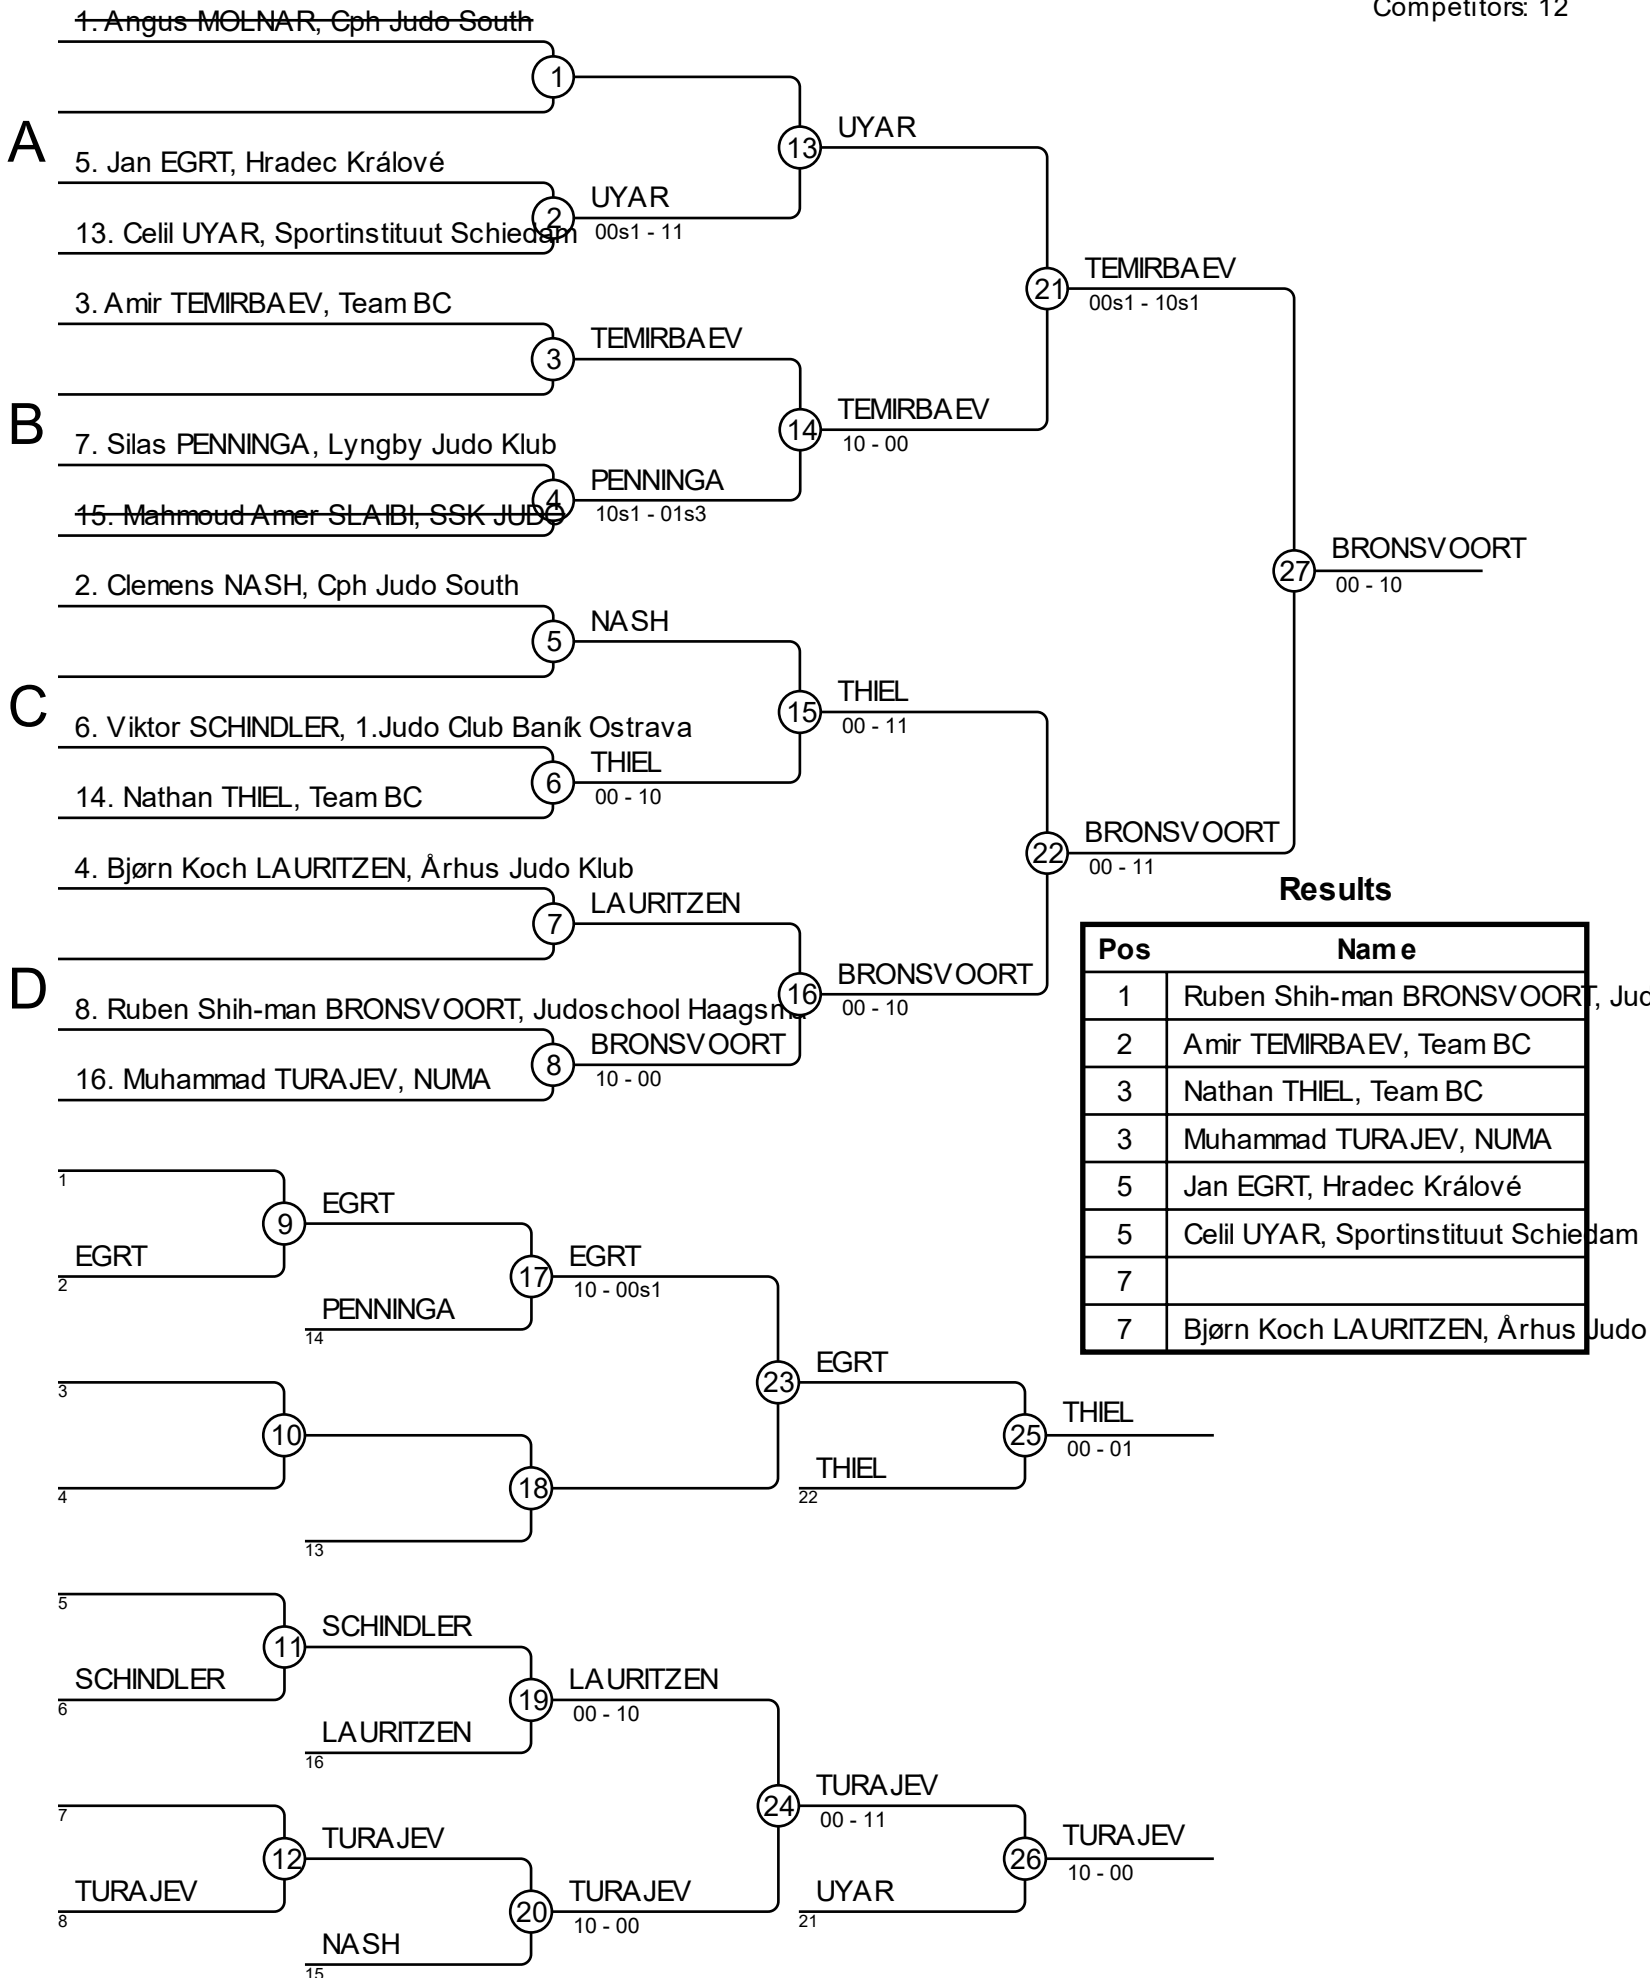 Competitors: 12
1. Angus MOLNAR, Cph Judo South
1
A
5. Jan EGRT, Hradec Králové
13. Celil UYAR, Sportinstituut Schiedam
2
UYAR
00s1 - 11
13
UYAR
3. Amir TEMIRBAEV, Team BC
3
TEMIRBAEV
B
7. Silas PENNINGA, Lyngby Judo Klub
15. Mahmoud Amer SLAIBI, SSK JUDO
4
PENNINGA
10s1 - 01s3
14
TEMIRBAEV
10 - 00
21
TEMIRBAEV
00s1 - 10s1
2. Clemens NASH, Cph Judo South
5
NASH
C
6. Viktor SCHINDLER, 1.Judo Club Baník Ostrava
14. Nathan THIEL, Team BC
6
THIEL
00 - 10
15
THIEL
00 - 11
4. Bjørn Koch LAURITZEN, Århus Judo Klub
7
LAURITZEN
D
8. Ruben Shih-man BRONSVOORT, Judoschool Haagsma
16. Muhammad TURAJEV, NUMA
8
BRONSVOORT
10 - 00
16
BRONSVOORT
00 - 10
22
BRONSVOORT
00 - 11
27
BRONSVOORT
00 - 10
Results
Pos Name
1 Ruben Shih-man BRONSVOORT, Jud
2 Amir TEMIRBAEV, Team BC
3 Nathan THIEL, Team BC
3 Muhammad TURAJEV, NUMA
5 Jan EGRT, Hradec Králové
5 Celil UYAR, Sportinstituut Schiedam
7
7 Bjørn Koch LAURITZEN, Århus Judo
1
EGRT
2
9
EGRT
PENNINGA
14
17
EGRT
10 - 00s1
3
4
10
13
18
23
EGRT
THIEL
22
25
THIEL
00 - 01
5
SCHINDLER
6
11
SCHINDLER
LAURITZEN
16
19
LAURITZEN
00 - 10
7
TURAJEV
8
12
TURAJEV
NASH
15
20
TURAJEV
10 - 00
24
TURAJEV
00 - 11
UYAR
21
26
TURAJEV
10 - 00